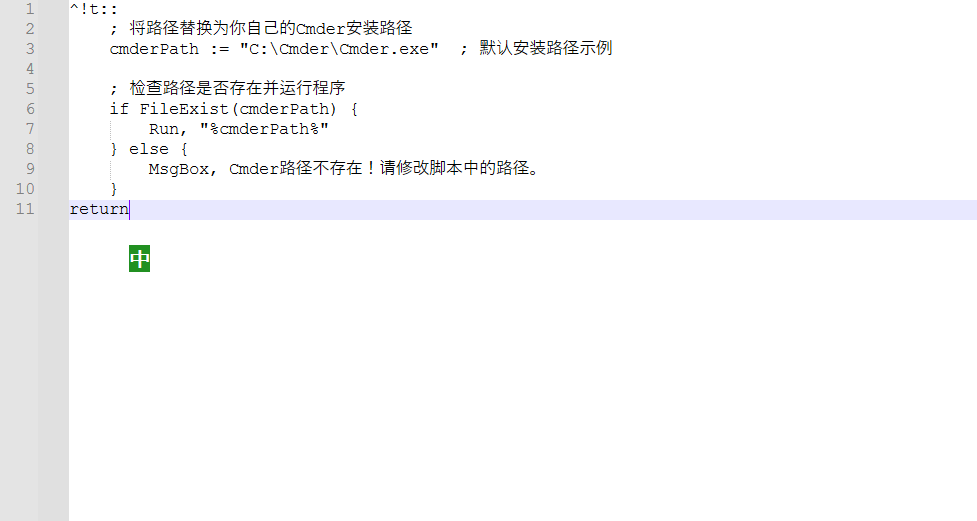 1 ^!t::
2     ; 将路径替换为你自己的Cmder安装路径
3     cmderPath := "C:\Cmder\Cmder.exe"  ; 默认安装路径示例
4
5     ; 检查路径是否存在并运行程序
6     if FileExist(cmderPath) {
7         Run, "%cmderPath%"
8     } else {
9         MsgBox, Cmder路径不存在！请修改脚本中的路径。
10     }
11 return
中